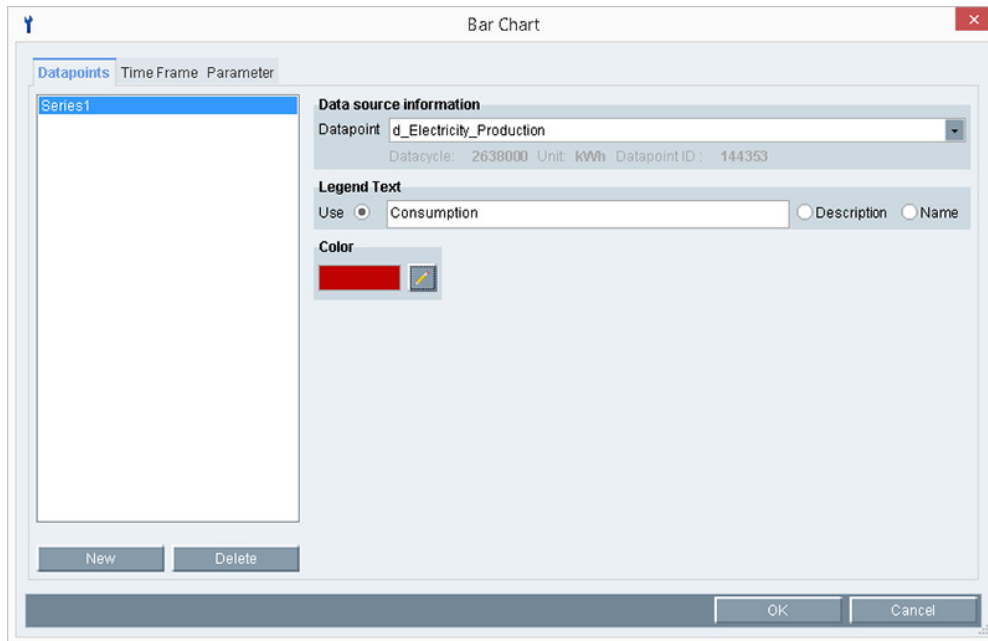 Bar Chart
Datapoints Time Frame Parameter
Series1
Data source information
Datapoint d_Electricity_Production
Datacycle: 2638000 Unit: kWh Datapoint ID : 144353
Legend Text
Use Consumption Description Name
Color
New Delete
OK Cancel